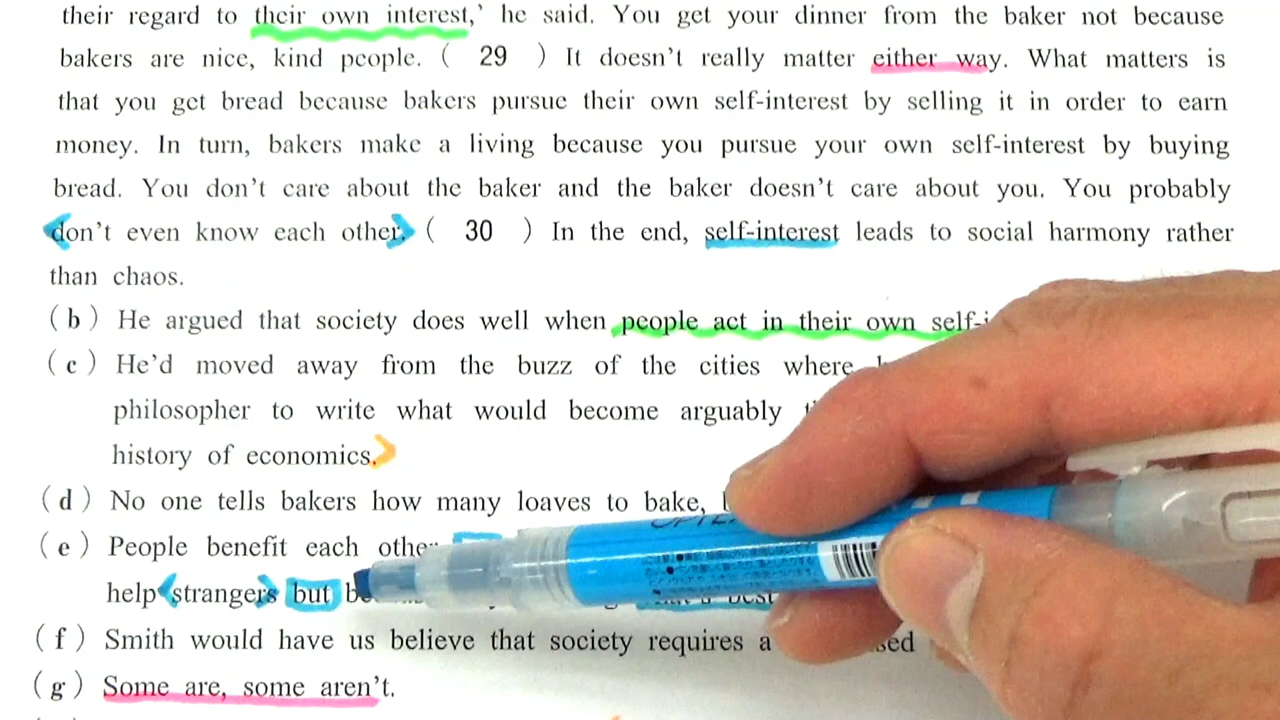 their regard to their own interest,' he said. You get your dinner from the baker not because
bakers are nice, kind people. ( 29 ) It doesn't really matter either way. What matters is
that you get bread because bakers pursue their own self-interest by selling it in order to earn
money. In turn, bakers make a living because you pursue your own self-interest by buying
bread. You don't care about the baker and the baker doesn't care about you. You probably
don't even know each other. ( 30 ) In the end, self-interest leads to social harmony rather
than chaos.
( b ) He argued that society does well when people act in their own self-i
( c ) He'd moved away from the buzz of the cities where
philosopher to write what would become arguably
history of economics.
( d ) No one tells bakers how many loaves to bake,
( e ) People benefit each other
help strangers but best
( f ) Smith would have us believe that society requires a
( g ) Some are, some aren't.